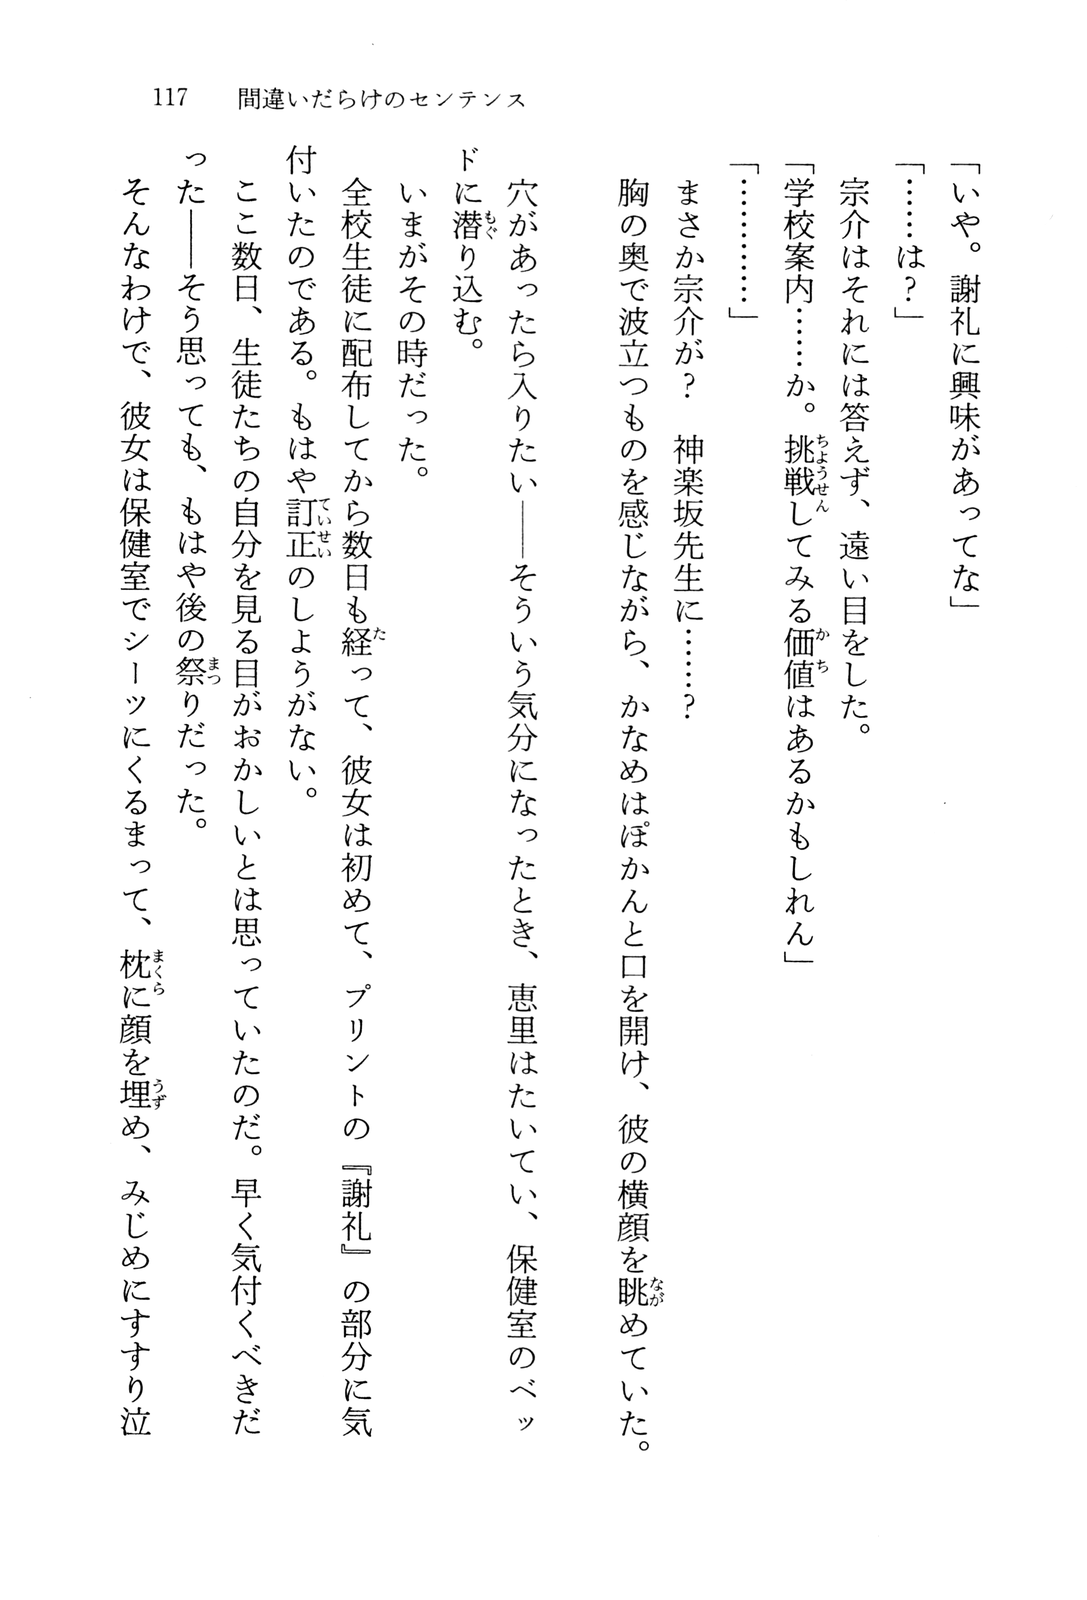 117　間違いだらけのセンテンス
「いや。謝礼に興味があってな」
「……は？」
宗介はそれには答えず、遠い目をした。
「学校案内……か。挑戦してみる価値はあるかもしれん」
「…………」
まさか宗介が？　神楽坂先生に……？
胸の奥で波立つものを感じながら、かなめはぽかんと口を開け、彼の横顔を眺めていた。
穴があったら入りたい――そういう気分になったとき、恵里はたいてい、保健室のベッ
ドに潜り込む。
いまがその時だった。
全校生徒に配布してから数日も経って、彼女は初めて、プリントの『謝礼』の部分に気
付いたのである。もはや訂正のしようがない。
ここ数日、生徒たちの自分を見る目がおかしいとは思っていたのだ。早く気付くべきだ
った――そう思っても、もはや後の祭りだった。
そんなわけで、彼女は保健室でシーツにくるまって、枕に顔を埋め、みじめにすすり泣